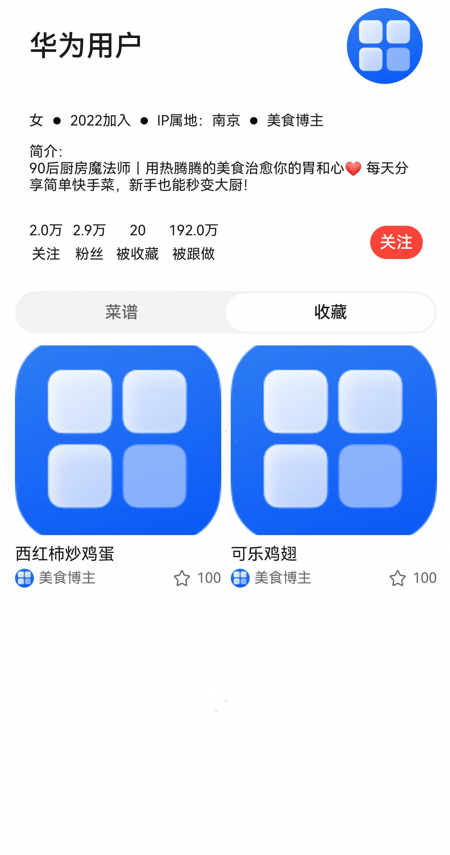 华为用户
女 ● 2022加入 ● IP属地：南京 ● 美食博主
简介：
90后厨房魔法师丨用热腾腾的美食治愈你的胃和心❤️ 每天分
享简单快手菜，新手也能秒变大厨！
2.0万 2.9万 20 192.0万
关注 粉丝 被收藏 被跟做
关注
菜谱 收藏
西红柿炒鸡蛋 可乐鸡翅
美食博主 100 美食博主 100